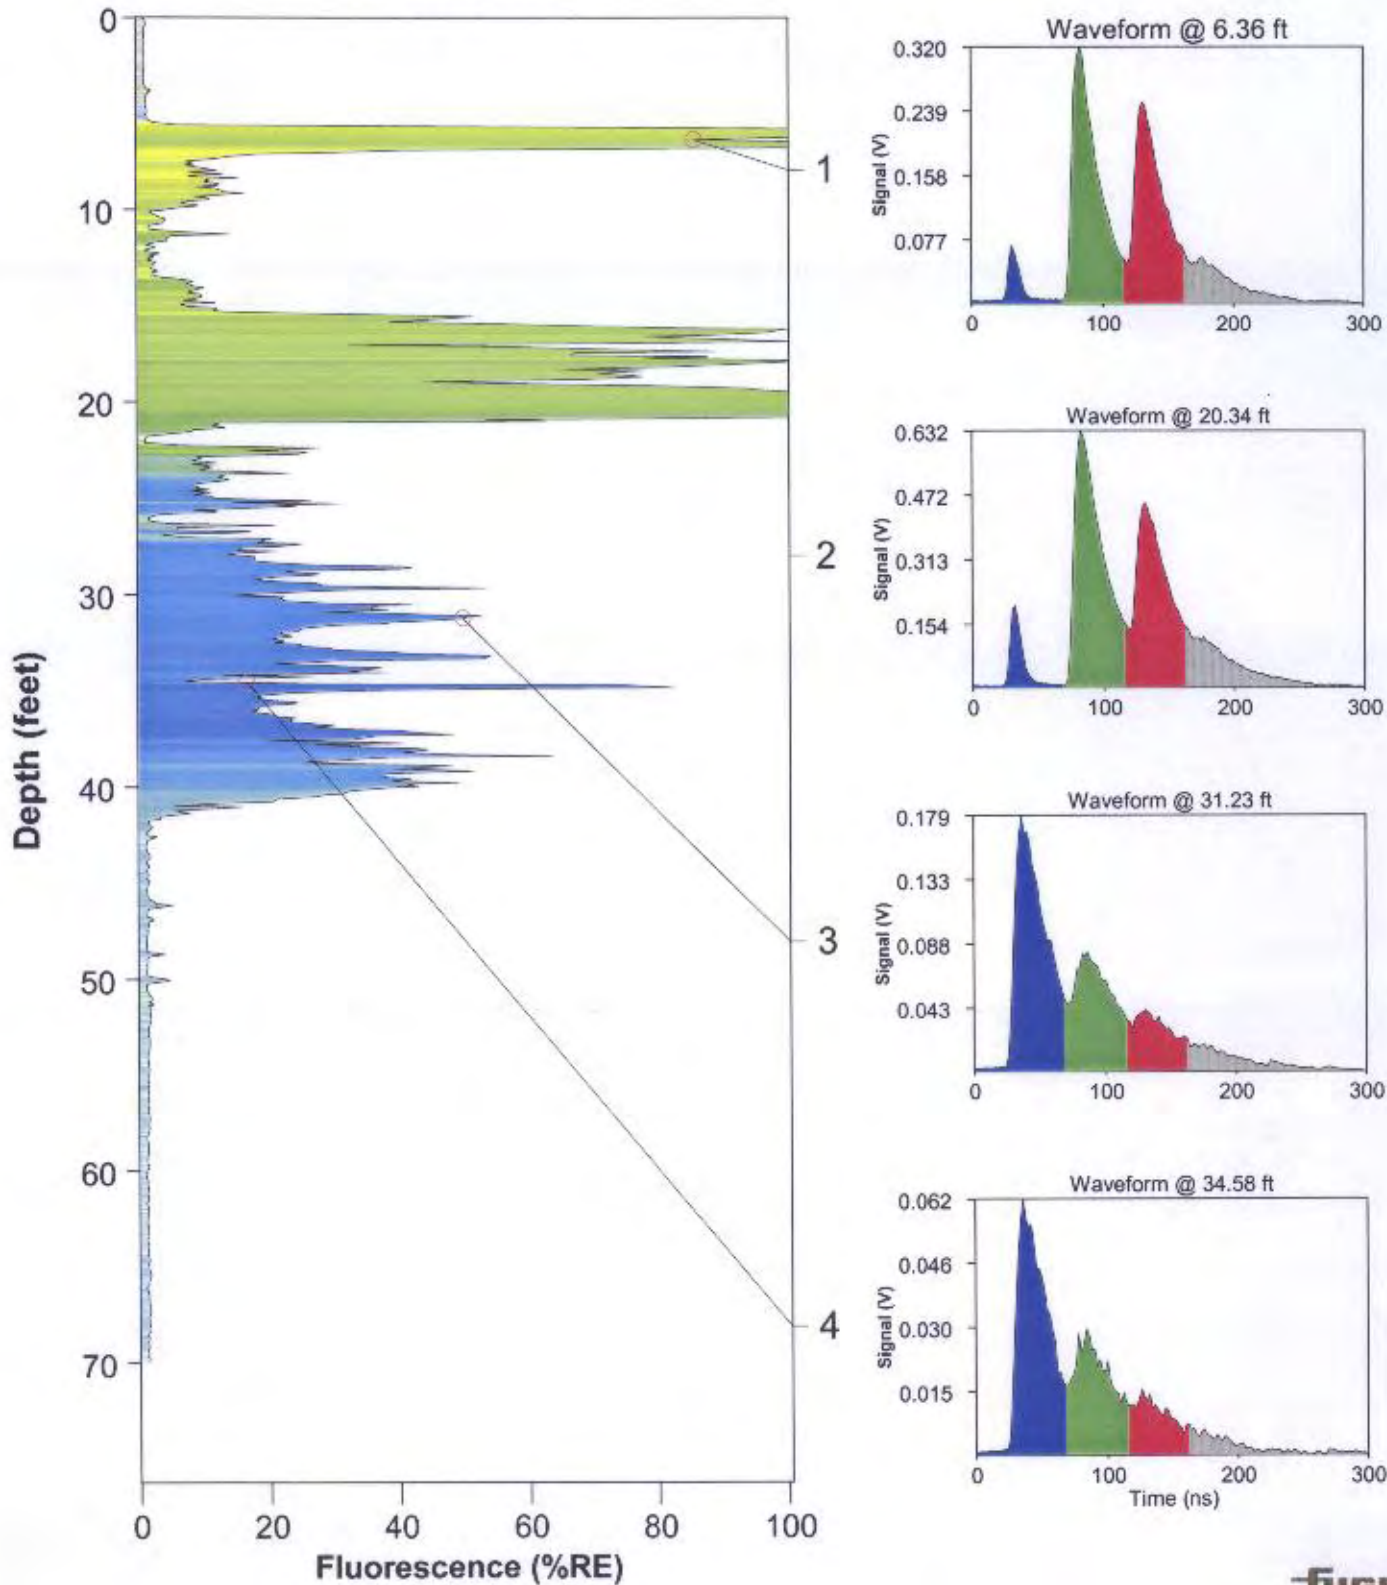 0
10
20
30
40
50
60
70
Depth (feet)
0 20 40 60 80 100
Fluorescence (%RE)
1
2
3
4
Waveform @ 6.36 ft
0.320
0.239
0.158
0.077
Signal (V)
0 100 200 300
Waveform @ 20.34 ft
0.632
0.472
0.313
0.154
Signal (V)
0 100 200 300
Waveform @ 31.23 ft
0.179
0.133
0.088
0.043
Signal (V)
0 100 200 300
Waveform @ 34.58 ft
0.062
0.046
0.030
0.015
Signal (V)
0 100 200 300
Time (ns)